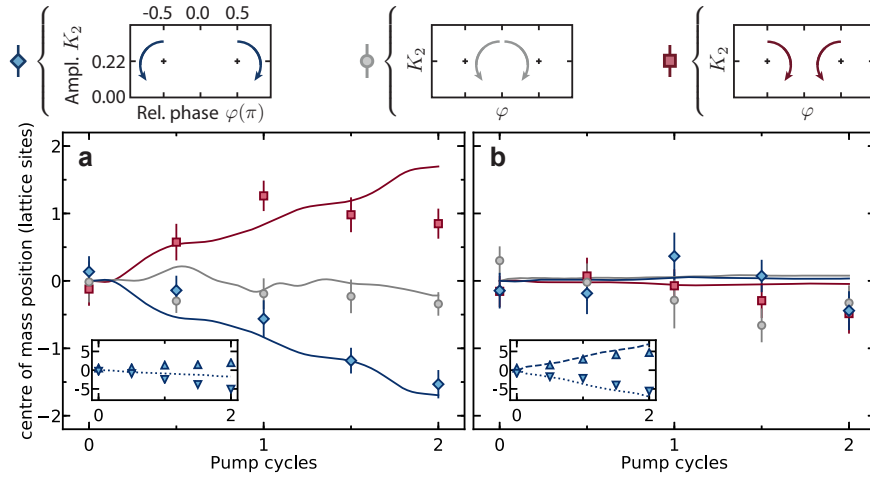 -0.5 0.0 0.5
Ampl. K₂
0.22
0.00
Rel. phase φ(π)
K₂
φ
K₂
φ
centre of mass position (lattice sites)
a
2
1
0
−1
−2
5
0
-5
0
2
0
1
2
Pump cycles
b
5
0
-5
0
2
0
1
2
Pump cycles